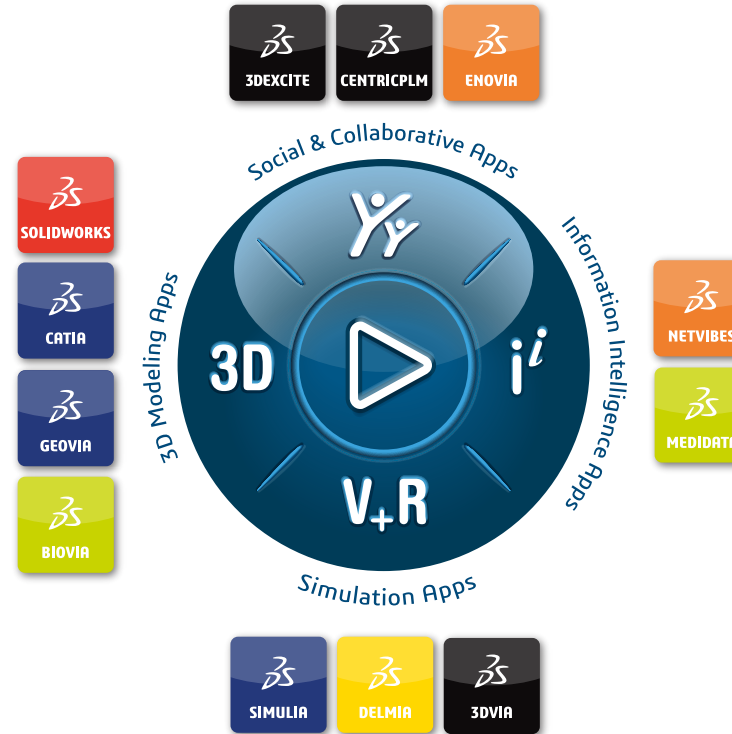 3DEXCITE
CENTRICPLM
ENOVIA
Social & Collaborative Apps
SOLIDWORKS
CATIA
GEOVIA
BIOVIA
3D Modeling Apps
3D
i i
V+R
Information Intelligence Apps
NETVIBES
MEDIDATA
Simulation Apps
SIMULIA
DELMIA
3DVIA